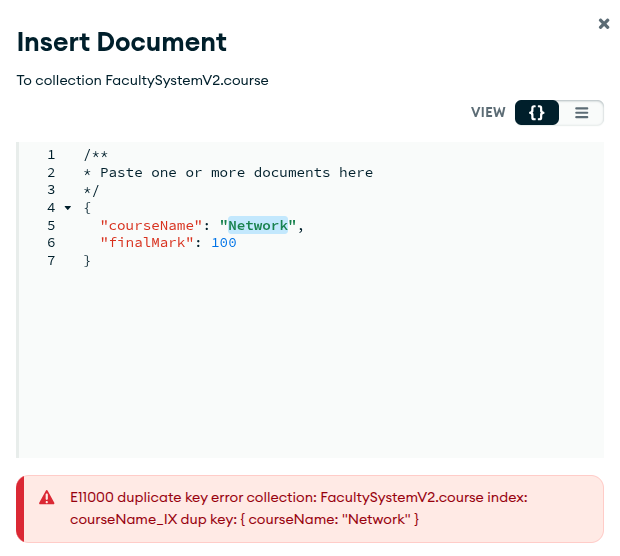 Insert Document
To collection FacultySystemV2.course
VIEW {}
1 /**
2 * Paste one or more documents here
3 */
4 {
5 "courseName": "Network",
6 "finalMark": 100
7 }
E11000 duplicate key error collection: FacultySystemV2.course index:
courseName_IX dup key: { courseName: "Network" }